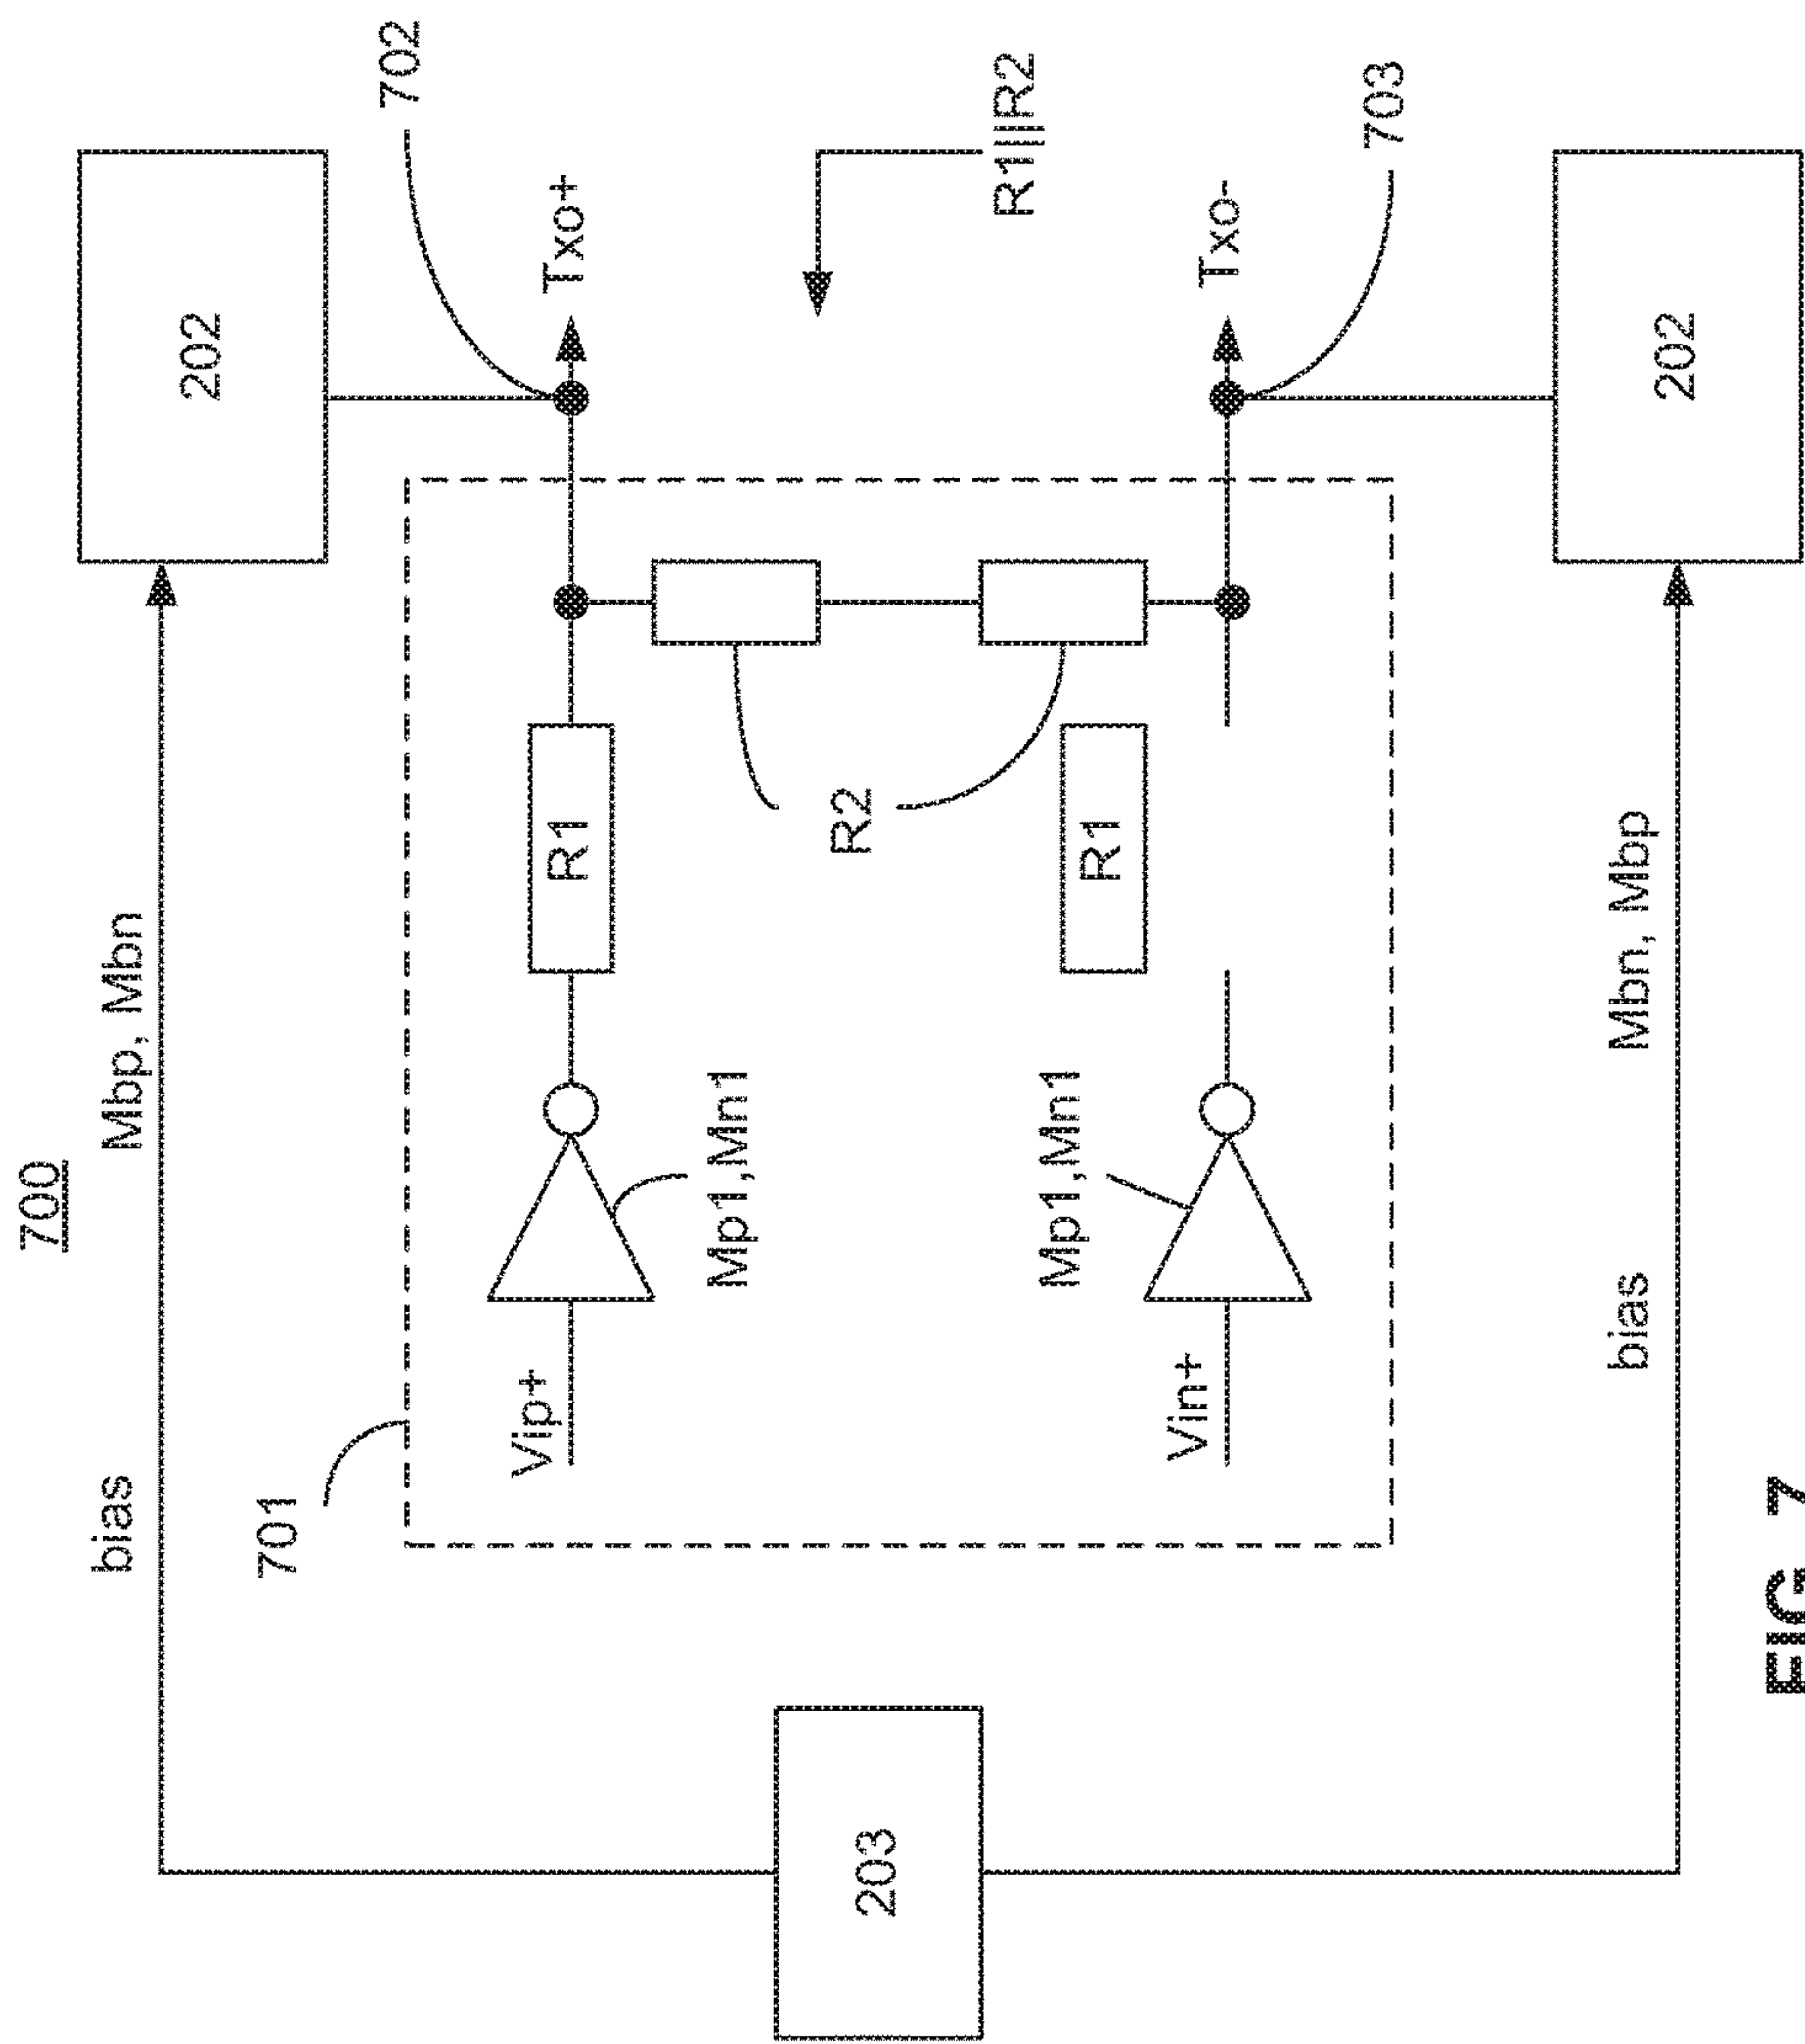 700
bias
Mbp, Mbn
202
702
701
Vip+
Mp1,Mn1
R1
Txo+
R2
R1||R2
203
Vin+
Mp1,Mn1
R1
Txo-
703
bias
Mbn, Mbp
202
FIG. 7